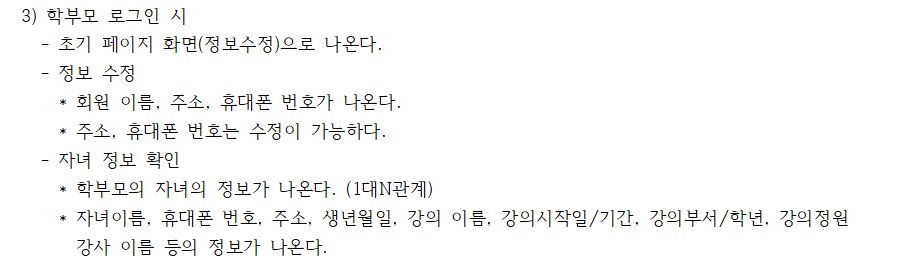 3) 학부모 로그인 시
- 초기 페이지 화면(정보수정)으로 나온다.
- 정보 수정
* 회원 이름, 주소, 휴대폰 번호가 나온다.
* 주소, 휴대폰 번호는 수정이 가능하다.
- 자녀 정보 확인
* 학부모의 자녀의 정보가 나온다. (1대N관계)
* 자녀이름, 휴대폰 번호, 주소, 생년월일, 강의 이름, 강의시작일/기간, 강의부서/학년, 강의정원
강사 이름 등의 정보가 나온다.